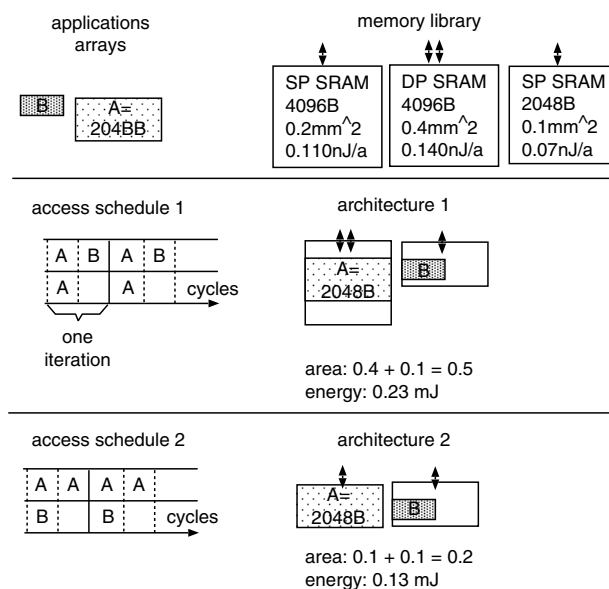 applications
arrays
memory library
B
A=
204BB
SP SRAM
4096B
0.2mm^2
0.110nJ/a
DP SRAM
4096B
0.4mm^2
0.140nJ/a
SP SRAM
2048B
0.1mm^2
0.07nJ/a
access schedule 1
architecture 1
A B A B
A A
cycles
one
iteration
A=
2048B
B
area: 0.4 + 0.1 = 0.5
energy: 0.23 mJ
access schedule 2
architecture 2
A A A A
B B
cycles
A=
2048B
B
area: 0.1 + 0.1 = 0.2
energy: 0.13 mJ